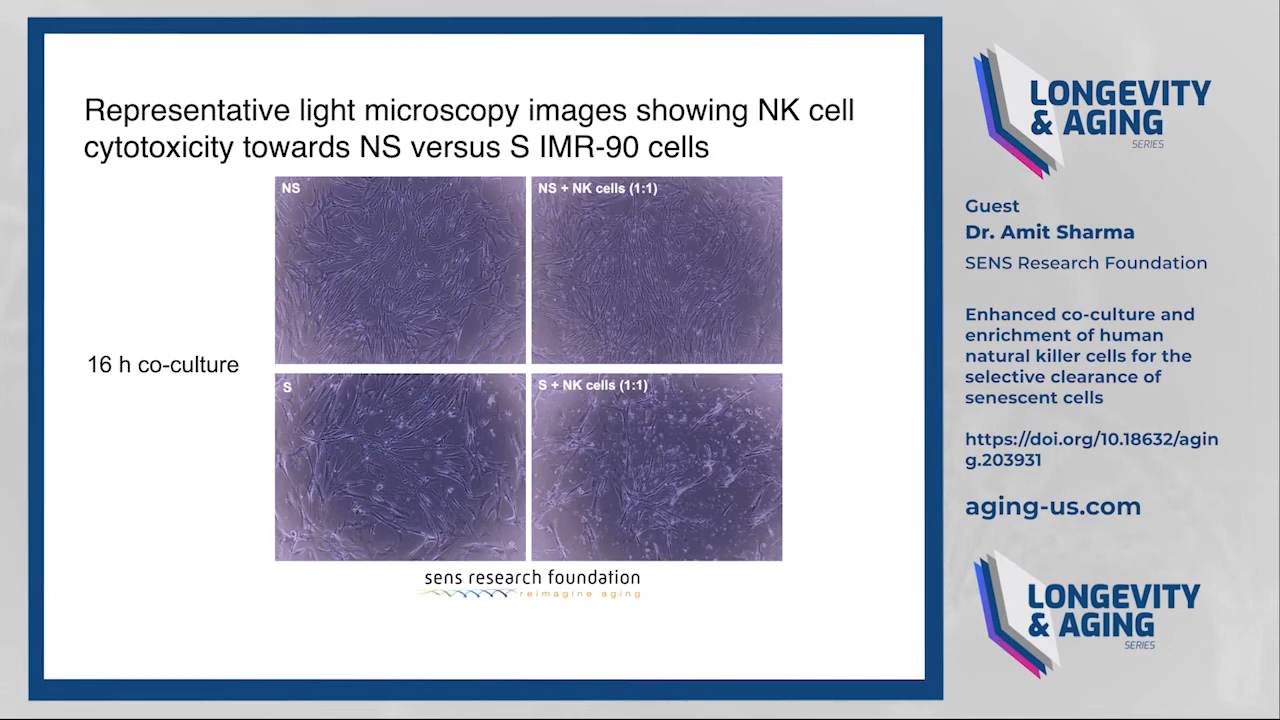 Representative light microscopy images showing NK cell
cytotoxicity towards NS versus S IMR-90 cells
NS
NS + NK cells (1:1)
16 h co-culture
S
S + NK cells (1:1)
sens research foundation
reimagine aging
LONGEVITY
& AGING
SERIES
Guest
Dr. Amit Sharma
SENS Research Foundation
Enhanced co-culture and
enrichment of human
natural killer cells for the
selective clearance of
senescent cells
https://doi.org/10.18632/agin
g.203931
aging-us.com
LONGEVITY
& AGING
SERIES